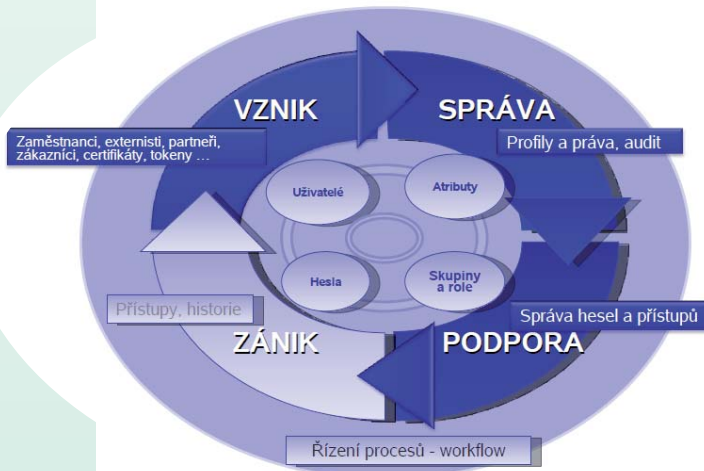 VZNIK
SPRÁVA
Zaměstnanci, externisti, partneři,
zákazníci, certifikáty, tokeny ...
Profily a práva, audit
Uživatelé
Atributy
Hesla
Skupiny
a role
Přístupy, historie
Správa hesel a přístupů
ZÁNIK
PODPORA
Řízení procesů - workflow